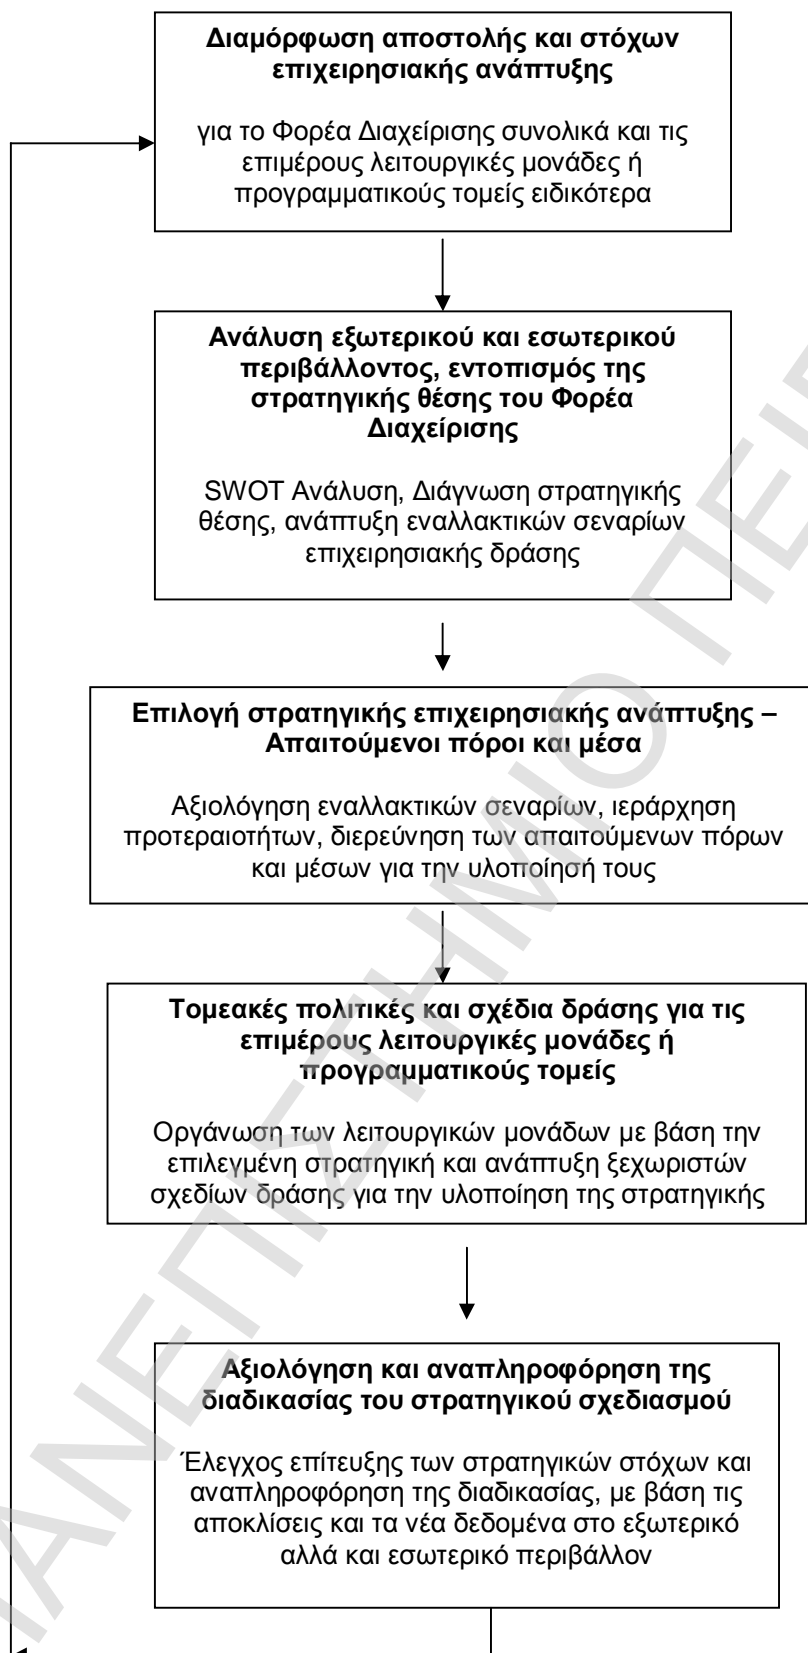 Διαμόρφωση αποστολής και στόχων
επιχειρησιακής ανάπτυξης
για το Φορέα Διαχείρισης συνολικά και τις
επιμέρους λειτουργικές μονάδες ή
προγραμματικούς τομείς ειδικότερα
Ανάλυση εξωτερικού και εσωτερικού
περιβάλλοντος, εντοπισμός της
στρατηγικής θέσης του Φορέα
Διαχείρισης
SWOT Ανάλυση, Διάγνωση στρατηγικής
θέσης, ανάπτυξη εναλλακτικών σεναρίων
επιχειρησιακής δράσης
Επιλογή στρατηγικής επιχειρησιακής ανάπτυξης –
Απαιτούμενοι πόροι και μέσα
Αξιολόγηση εναλλακτικών σεναρίων, ιεράρχηση
προτεραιοτήτων, διερεύνηση των απαιτούμενων πόρων
και μέσων για την υλοποίησή τους
Τομεακές πολιτικές και σχέδια δράσης για τις
επιμέρους λειτουργικές μονάδες ή
προγραμματικούς τομείς
Οργάνωση των λειτουργικών μονάδων με βάση την
επιλεγμένη στρατηγική και ανάπτυξη ξεχωριστών
σχεδίων δράσης για την υλοποίηση της στρατηγικής
Αξιολόγηση και αναπληροφόρηση της
διαδικασίας του στρατηγικού σχεδιασμού
Έλεγχος επίτευξης των στρατηγικών στόχων και
αναπληροφόρηση της διαδικασίας, με βάση τις
αποκλίσεις και τα νέα δεδομένα στο εξωτερικό
αλλά και εσωτερικό περιβάλλον
ΠΑΝΕΠΙΣΤΗΜΙΟ ΠΕΙ